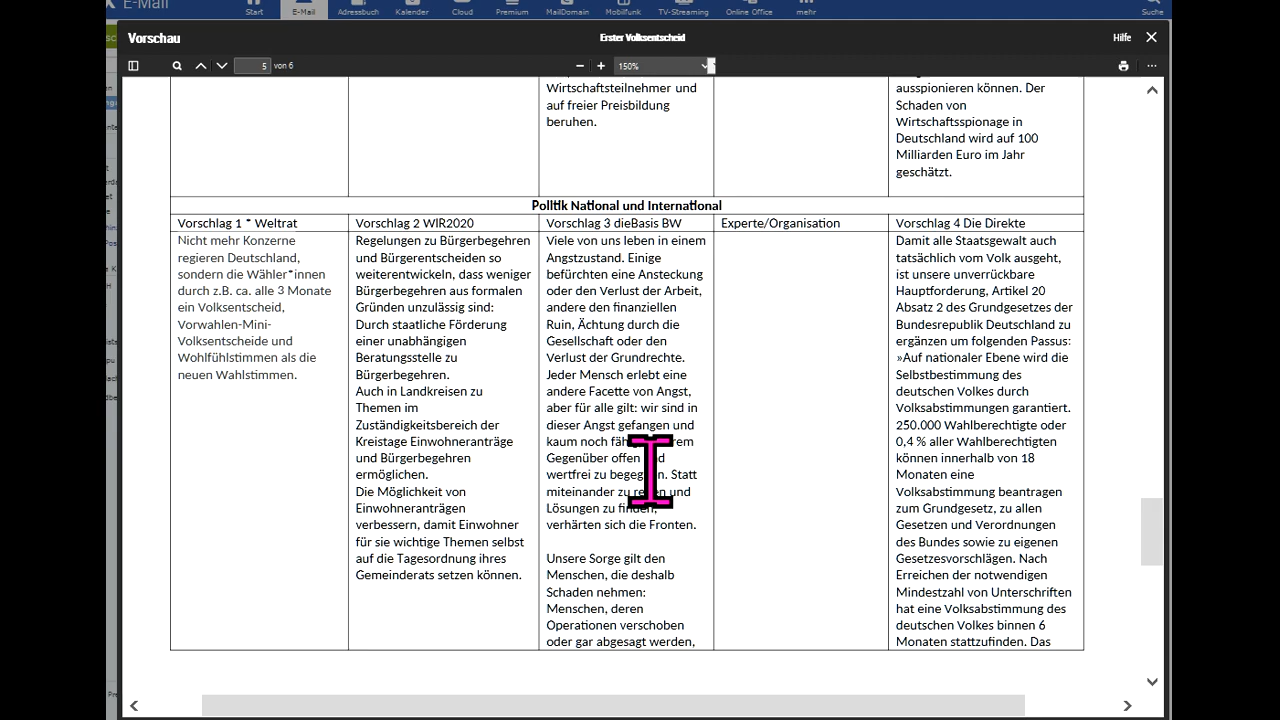 E-Mail
Start
E-Mail
Adressbuch
Kalender
Cloud
Premium
MailDomain
Mobilfunk
TV-Streaming
Online Office
mehr
Suche
Vorschau
Erster Volksentscheid
Hilfe
5 von 6
150%
Wirtschaftsteilnehmer und
auf freier Preisbildung
beruhen.
ausspionieren können. Der
Schaden von
Wirtschaftsspionage in
Deutschland wird auf 100
Milliarden Euro im Jahr
geschätzt.
Politik National und International
Vorschlag 1 * Weltrat
Nicht mehr Konzerne
regieren Deutschland,
sondern die Wähler*innen
durch z.B. ca. alle 3 Monate
ein Volksentscheid,
Vorwahlen-Mini-
Volksentscheide und
Wohlfühlstimmen als die
neuen Wahlstimmen.
Vorschlag 2 WIR2020
Regelungen zu Bürgerbegehren
und Bürgerentscheiden so
weiterentwickeln, dass weniger
Bürgerbegehren aus formalen
Gründen unzulässig sind:
Durch staatliche Förderung
einer unabhängigen
Beratungsstelle zu
Bürgerbegehren.
Auch in Landkreisen zu
Themen im
Zuständigkeitsbereich der
Kreistage Einwohneranträge
und Bürgerbegehren
ermöglichen.
Die Möglichkeit von
Einwohneranträgen
verbessern, damit Einwohner
für sie wichtige Themen selbst
auf die Tagesordnung ihres
Gemeinderats setzen können.
Vorschlag 3 dieBasis BW
Viele von uns leben in einem
Angstzustand. Einige
befürchten eine Ansteckung
oder den Verlust der Arbeit,
andere den finanziellen
Ruin, Ächtung durch die
Gesellschaft oder den
Verlust der Grundrechte.
Jeder Mensch erlebt eine
andere Facette von Angst,
aber für alle gilt: wir sind in
dieser Angst gefangen und
kaum noch
Gegenüber offen
wertfrei zu begegnen. Statt
miteinander zu reden und
Lösungen zu finden,
verhärten sich die Fronten.
Unsere Sorge gilt den
Menschen, die deshalb
Schaden nehmen:
Menschen, deren
Operationen verschoben
oder gar abgesagt werden,
Experte/Organisation
Vorschlag 4 Die Direkte
Damit alle Staatsgewalt auch
tatsächlich vom Volk ausgeht,
ist unsere unverrückbare
Hauptforderung, Artikel 20
Absatz 2 des Grundgesetzes der
Bundesrepublik Deutschland zu
ergänzen um folgenden Passus:
»Auf nationaler Ebene wird die
Selbstbestimmung des
deutschen Volkes durch
Volksabstimmungen garantiert.
250.000 Wahlberechtigte oder
0,4 % aller Wahlberechtigten
können innerhalb von 18
Monaten eine
Volksabstimmung beantragen
zum Grundgesetz, zu allen
Gesetzen und Verordnungen
des Bundes sowie zu eigenen
Gesetzesvorschlägen. Nach
Erreichen der notwendigen
Mindestzahl von Unterschriften
hat eine Volksabstimmung des
deutschen Volkes binnen 6
Monaten stattzufinden. Das